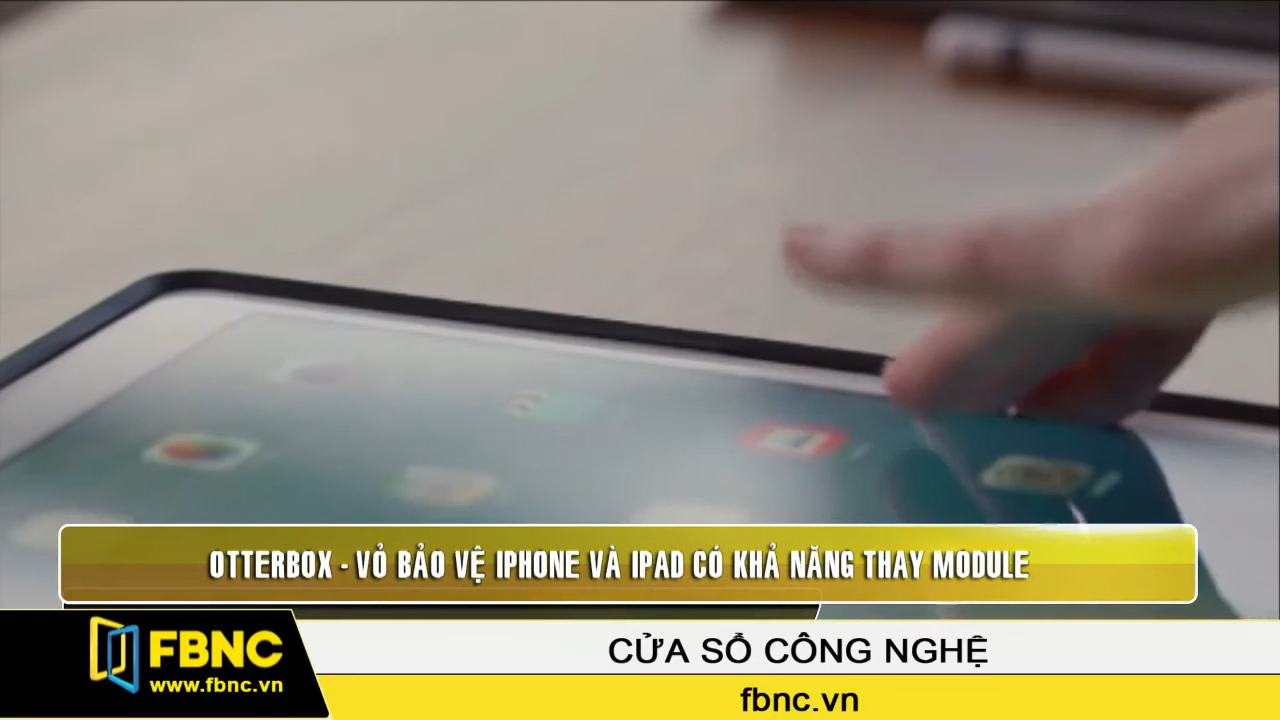 OTTERBOX - VỎ BẢO VỆ IPHONE VÀ IPAD CÓ KHẢ NĂNG THAY MODULE
FBNC
www.fbnc.vn
CỬA SỔ CÔNG NGHỆ
fbnc.vn